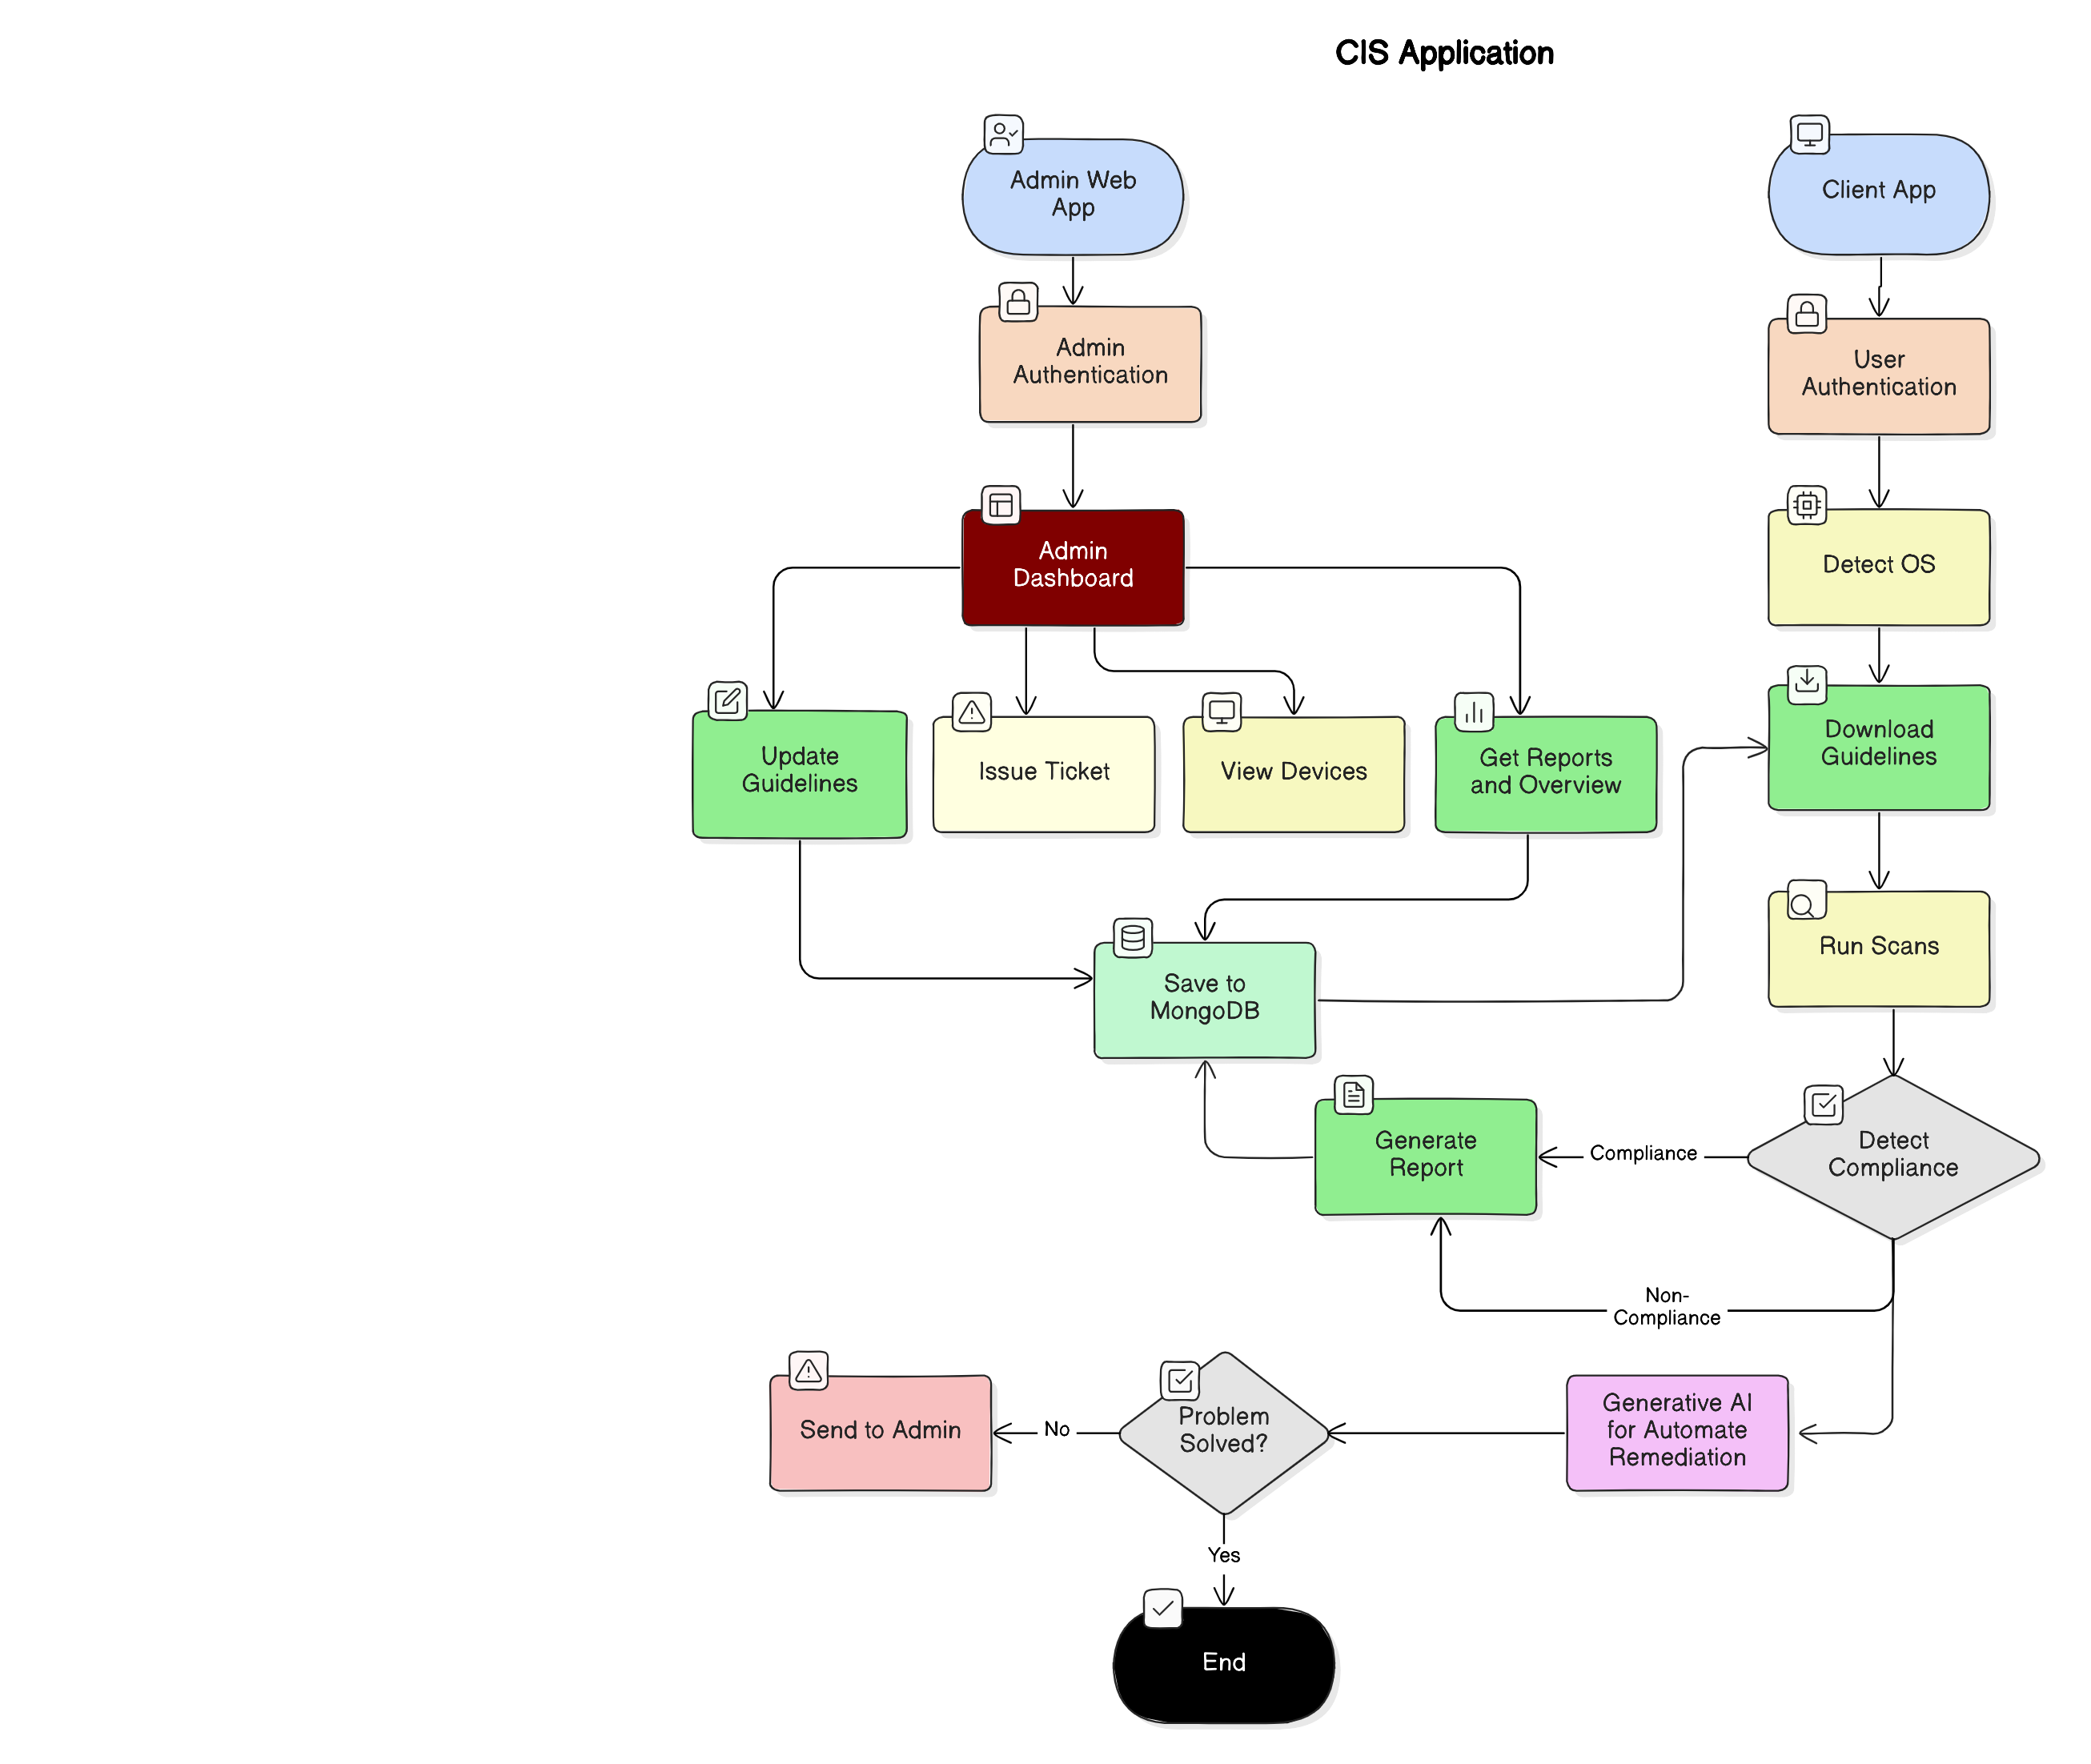 CIS Application
Admin Web
App
Client App
Admin
Authentication
User
Authentication
Admin
Dashboard
Detect OS
Update
Guidelines
Issue Ticket
View Devices
Get Reports
and Overview
Download
Guidelines
Run Scans
Save to
MongoDB
Generate
Report
Compliance
Detect
Compliance
Non-
Compliance
Send to Admin
No
Problem
Solved?
Generative AI
for Automate
Remediation
Yes
End